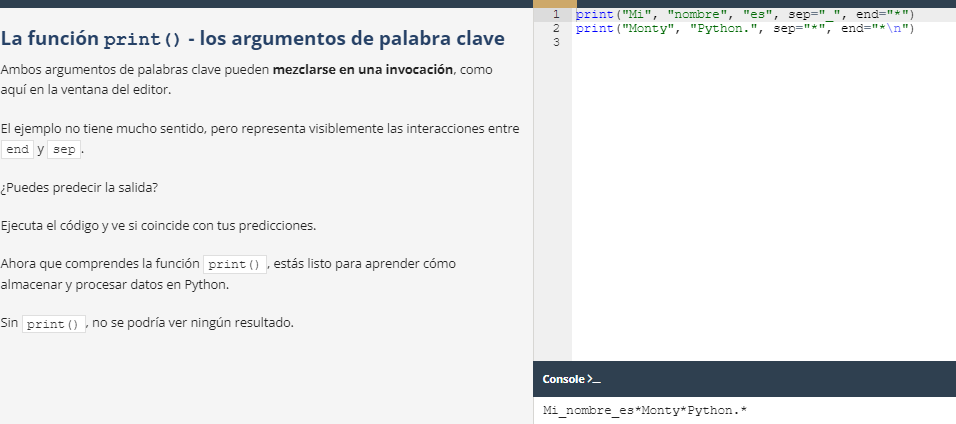 La función print() - los argumentos de palabra clave
Ambos argumentos de palabras clave pueden mezclarse en una invocación, como
aquí en la ventana del editor.
El ejemplo no tiene mucho sentido, pero representa visiblemente las interacciones entre
end y sep.
¿Puedes predecir la salida?
Ejecuta el código y ve si coincide con tus predicciones.
Ahora que comprendes la función print(), estás listo para aprender cómo
almacenar y procesar datos en Python.
Sin print(), no se podría ver ningún resultado.
1 print("Mi", "nombre", "es", sep="_", end="*")
2 print("Monty", "Python.", sep="*", end="*\n")
3
Console >_
Mi_nombre_es*Monty*Python.*